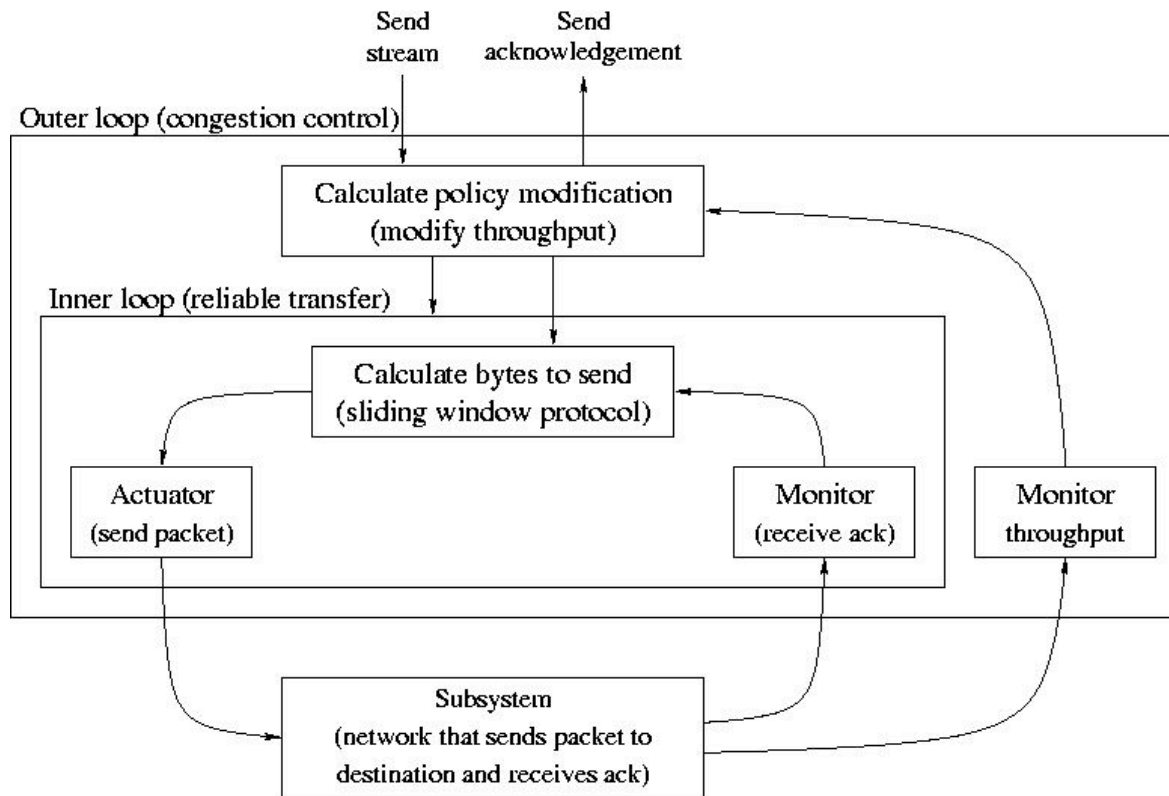 Send
stream
Send
acknowledgement
Outer loop (congestion control)
Calculate policy modification
(modify throughput)
Inner loop (reliable transfer)
Calculate bytes to send
(sliding window protocol)
Actuator
(send packet)
Monitor
(receive ack)
Monitor
throughput
Subsystem
(network that sends packet to
destination and receives ack)